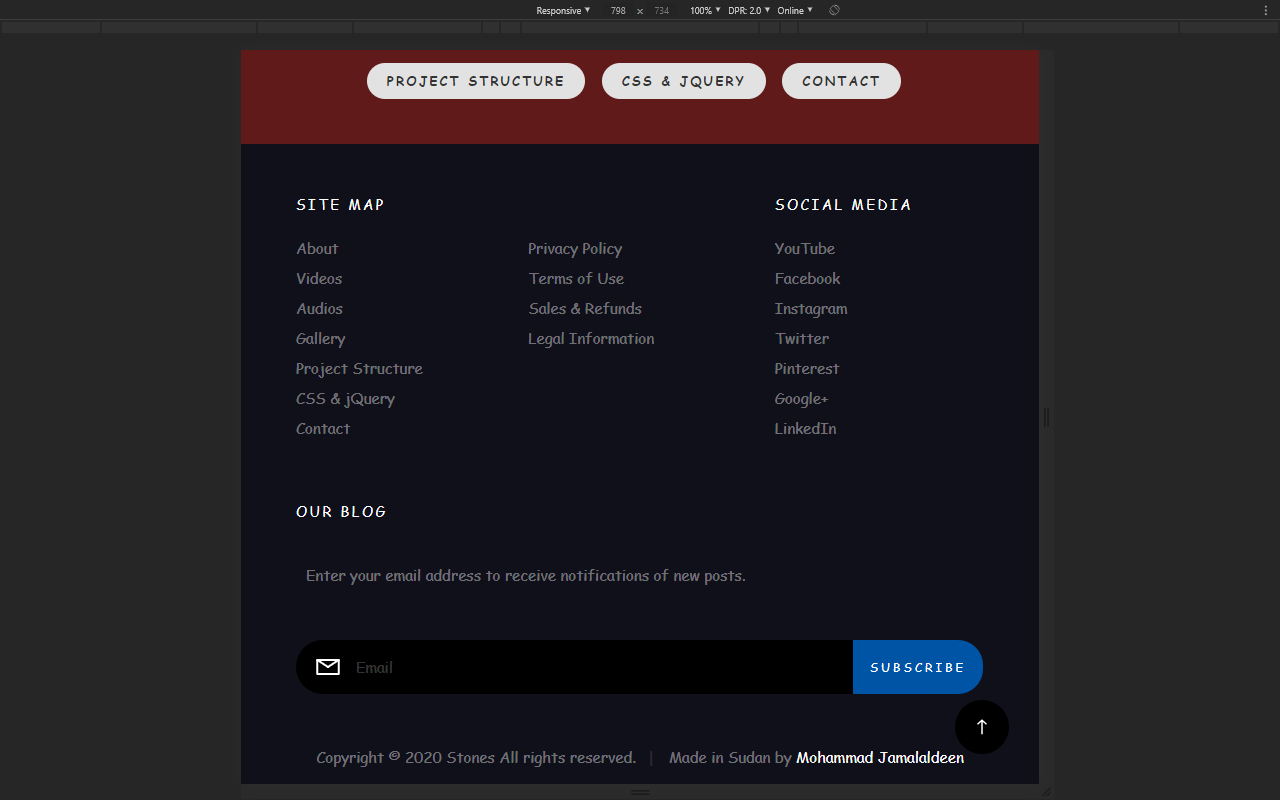 Responsive ▼ 798 × 734 100% ▼ DPR: 2.0 ▼ Online ▼
PROJECT STRUCTURE CSS & JQUERY CONTACT
SITE MAP
About
Videos
Audios
Gallery
Project Structure
CSS & jQuery
Contact
Privacy Policy
Terms of Use
Sales & Refunds
Legal Information
SOCIAL MEDIA
YouTube
Facebook
Instagram
Twitter
Pinterest
Google+
LinkedIn
OUR BLOG
Enter your email address to receive notifications of new posts.
Email SUBSCRIBE
Copyright © 2020 Stones All rights reserved. | Made in Sudan by Mohammad Jamalaldeen